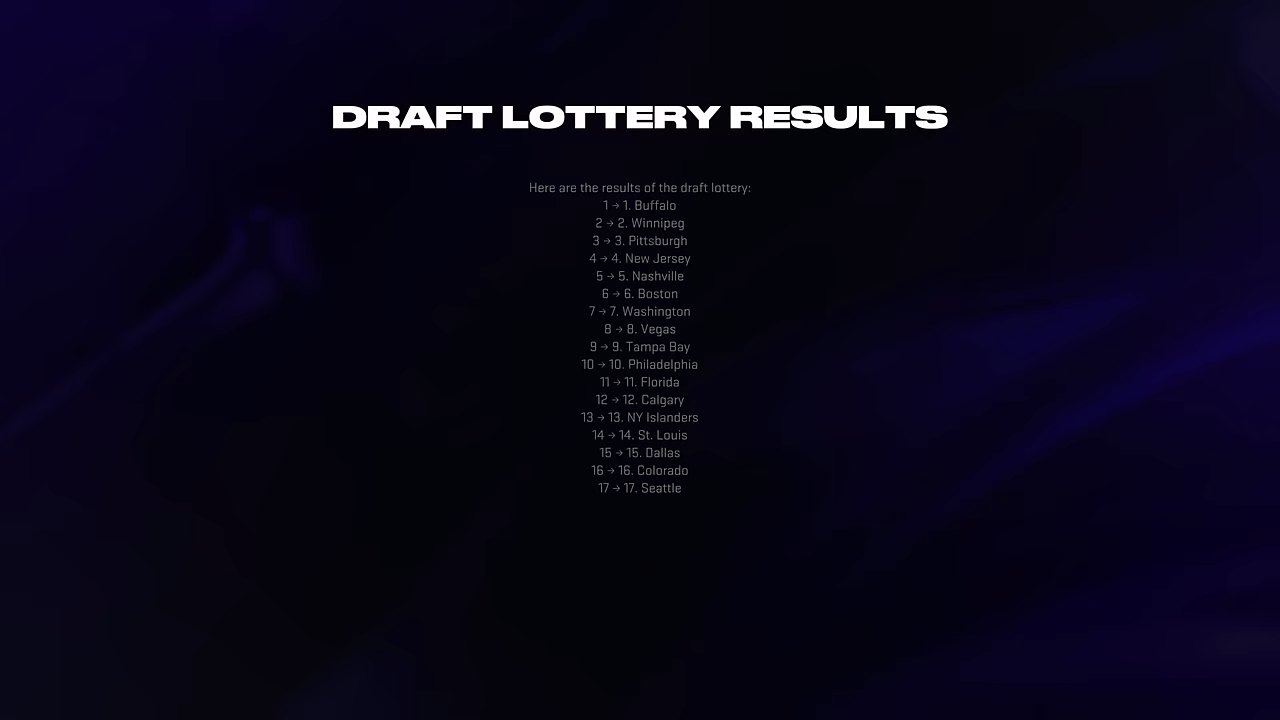 DRAFT LOTTERY RESULTS
Here are the results of the draft lottery:
1 → 1. Buffalo
2 → 2. Winnipeg
3 → 3. Pittsburgh
4 → 4. New Jersey
5 → 5. Nashville
6 → 6. Boston
7 → 7. Washington
8 → 8. Vegas
9 → 9. Tampa Bay
10 → 10. Philadelphia
11 → 11. Florida
12 → 12. Calgary
13 → 13. NY Islanders
14 → 14. St. Louis
15 → 15. Dallas
16 → 16. Colorado
17 → 17. Seattle